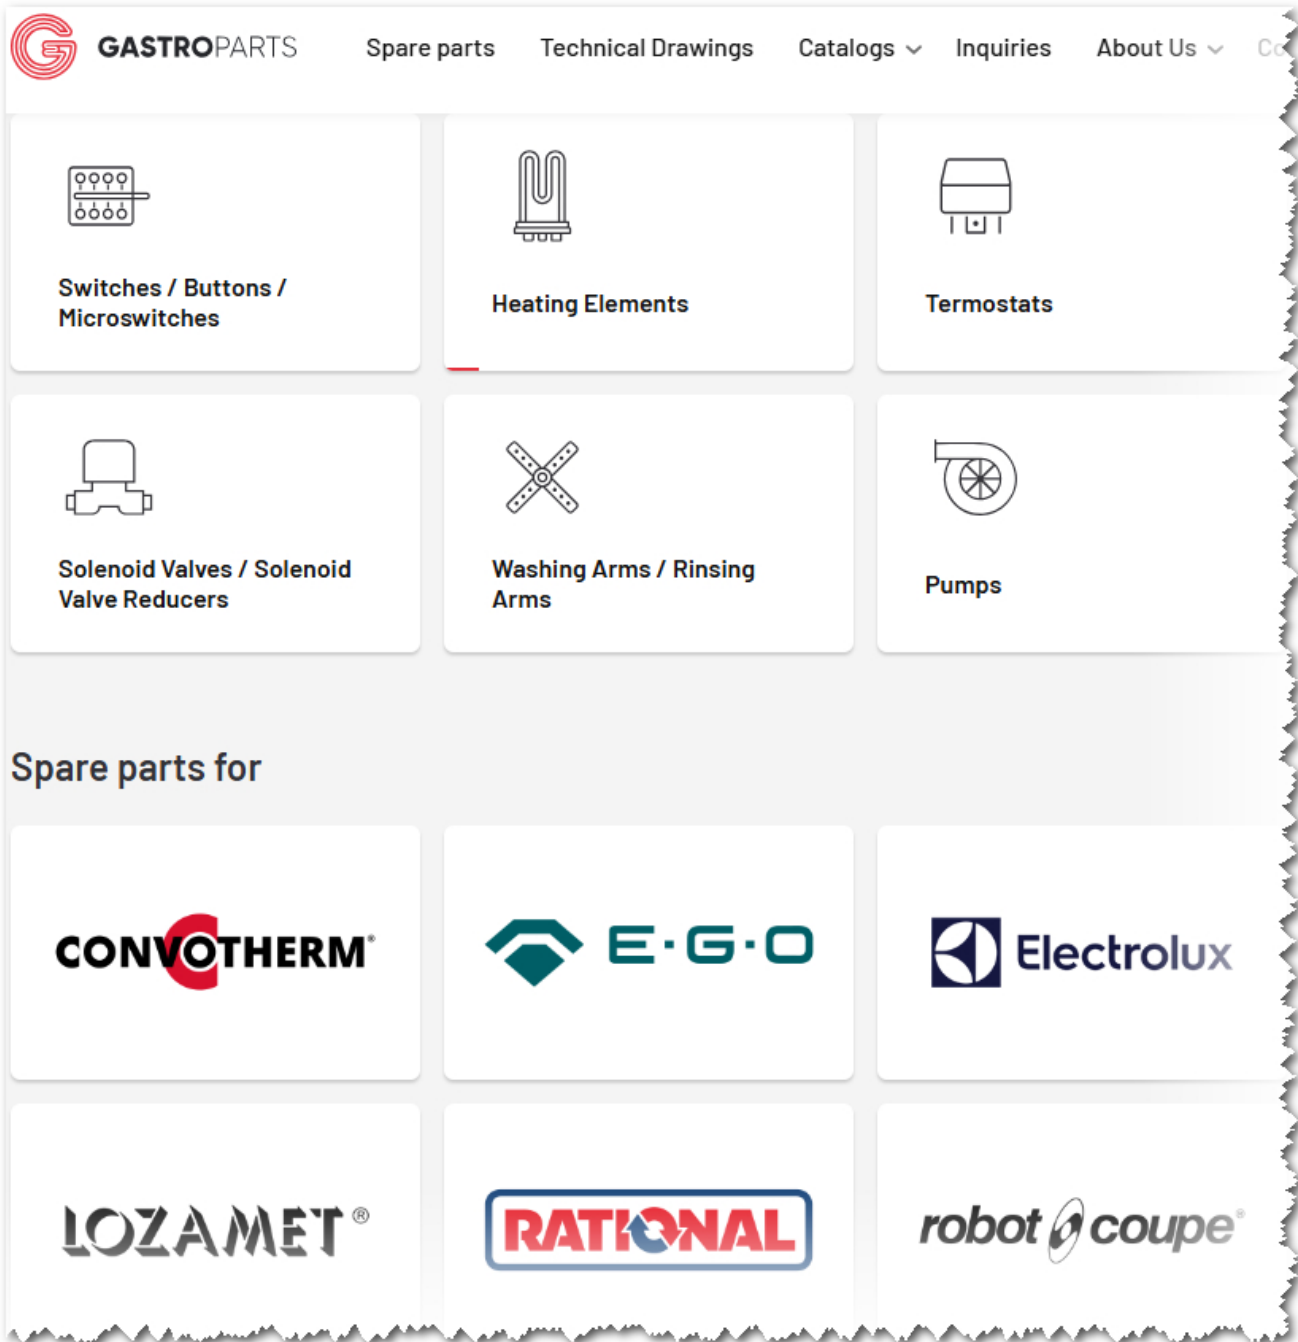 GASTROPARTS Spare parts Technical Drawings Catalogs Inquiries About Us
Switches / Buttons /
Microswitches
Heating Elements
Termostats
Solenoid Valves / Solenoid
Valve Reducers
Washing Arms / Rinsing
Arms
Pumps
Spare parts for
CONVOTHERM®
E·G·O
Electrolux
LOZAMET®
RATIONAL
robot coupe®